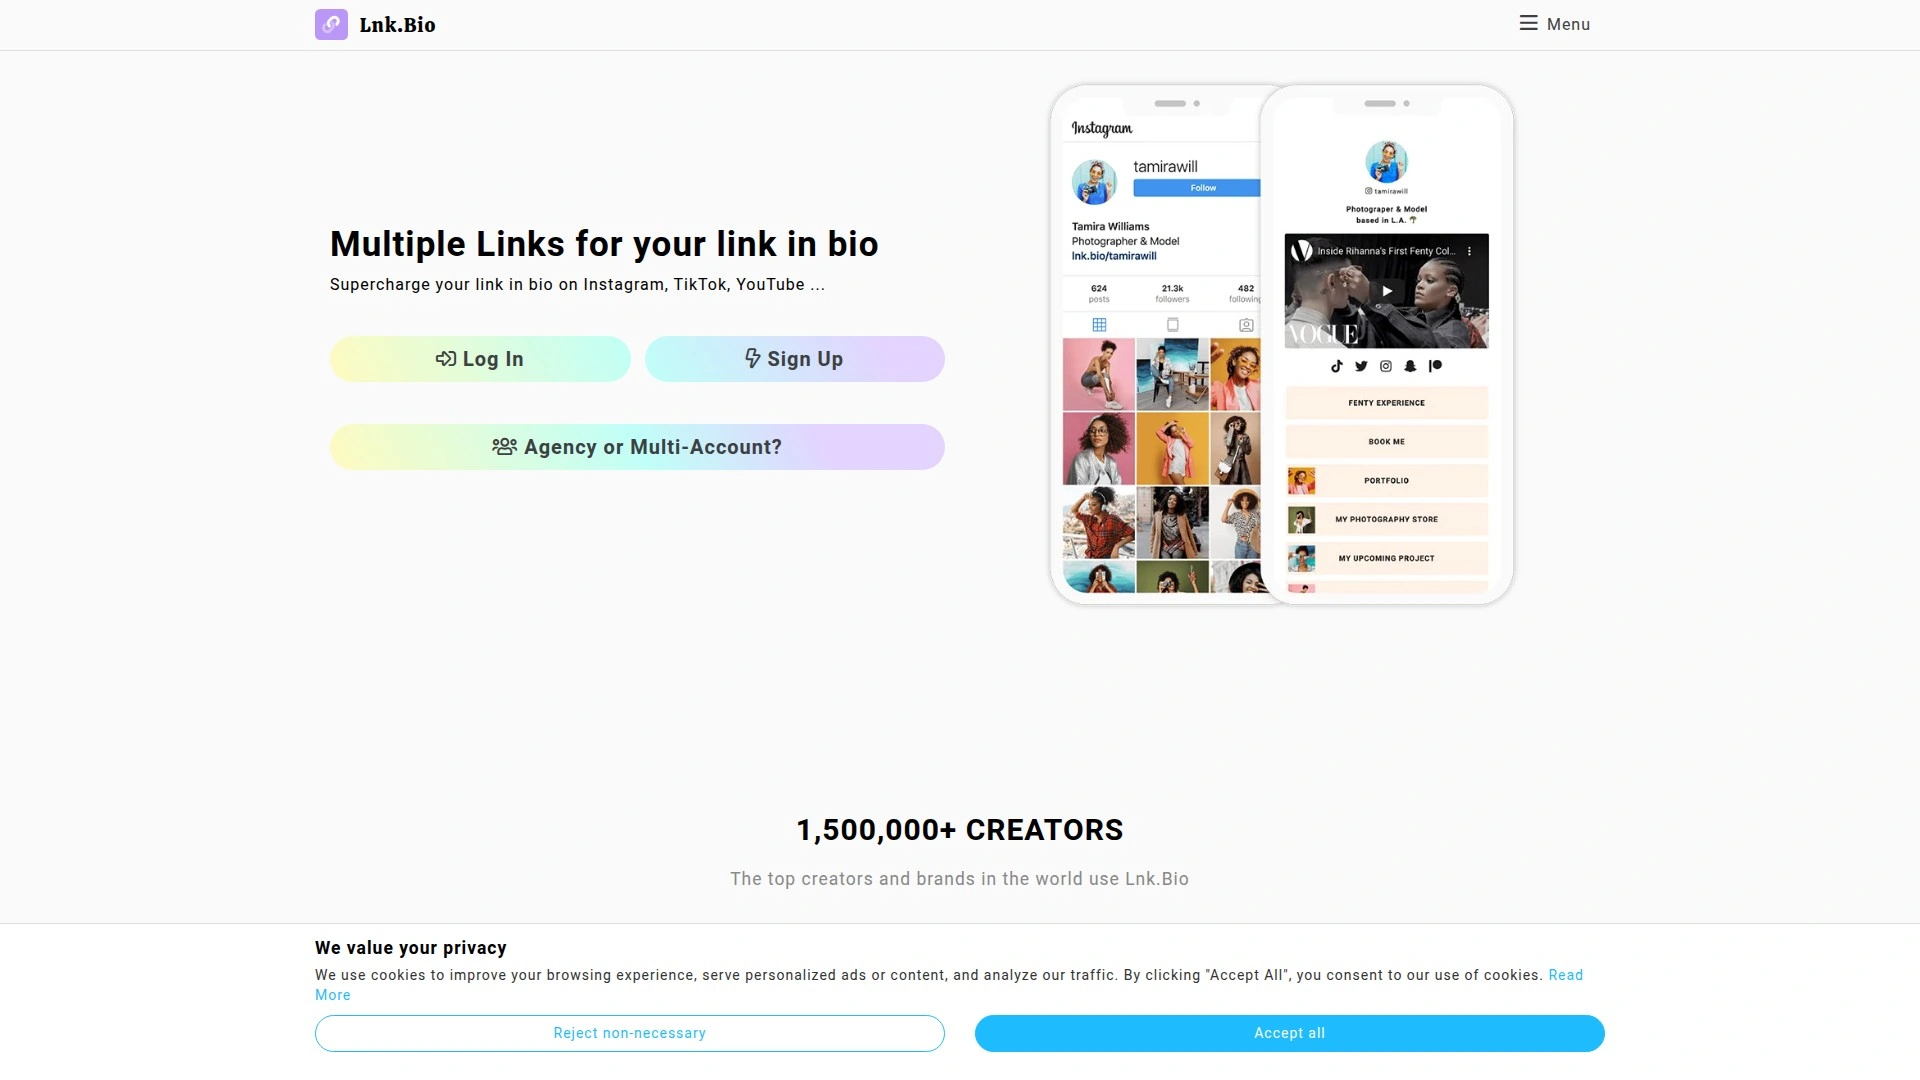 Lnk.Bio
Menu
Multiple Links for your link in bio
Supercharge your link in bio on Instagram, TikTok, YouTube ...
Log In
Sign Up
Agency or Multi-Account?
Instagram
tamirawill
Follow
Tamira Williams
Photographer & Model
lnk.bio/tamirawill
624
21.3k
482
posts
followers
following
tamirawill
Photograper & Model
based in L.A.
Inside Rihanna's First Fenty Col...
VOGUE
FENTY EXPERIENCE
BOOK ME
PORTFOLIO
MY PHOTOGRAPHY STORE
MY UPCOMING PROJECT
1,500,000+ CREATORS
The top creators and brands in the world use Lnk.Bio
We value your privacy
We use cookies to improve your browsing experience, serve personalized ads or content, and analyze our traffic. By clicking "Accept All", you consent to our use of cookies. Read
More
Reject non-necessary
Accept all